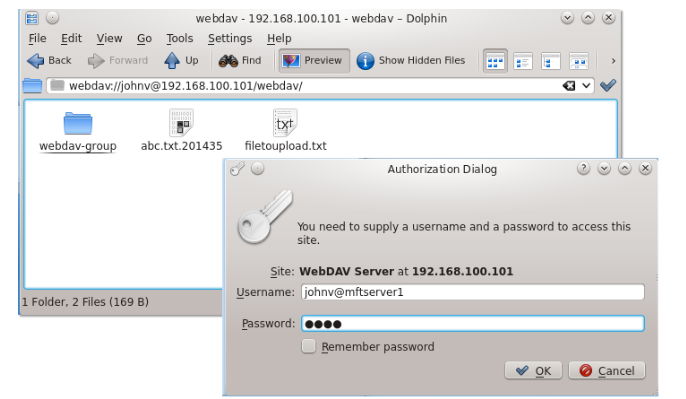 webdav - 192.168.100.101 - webdav – Dolphin
File Edit View Go Tools Settings Help
Back Forward Up Find Preview Show Hidden Files
webdav://johnv@192.168.100.101/webdav/
txt
webdav-group abc.txt.201435 filetoupload.txt
Authorization Dialog
You need to supply a username and a password to access this
site.
Site: WebDAV Server at 192.168.100.101
1 Folder, 2 Files (169 B)
Username: johnv@mftserver1
Password: ●●●●
Remember password
OK Cancel